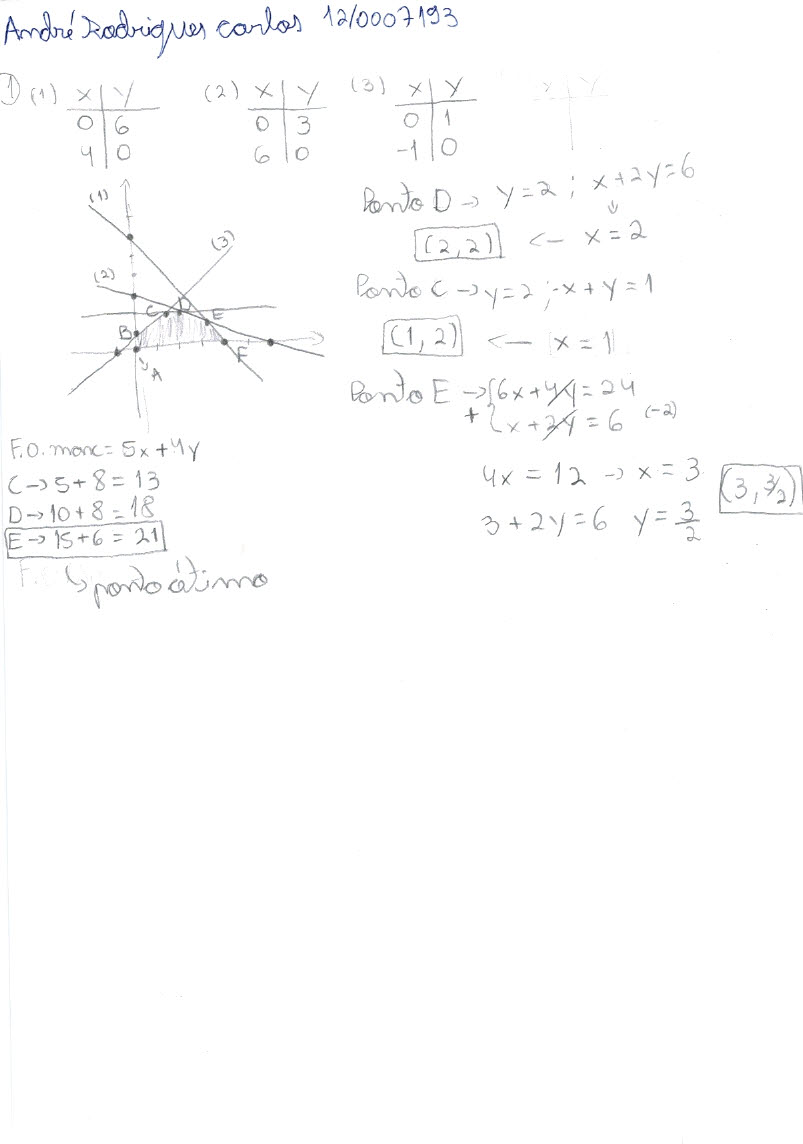 André Rodrigues Carlos 12/0007193
1) (1) X | Y (2) X | Y (3) X | Y X | Y
0 | 6 0 | 3 0 | 1
4 | 0 6 | 0 -1 | 0
Ponto D → y=2 ; x+2y=6
(2,2) ← x=2
Ponto C → y=2 ; -x+y=1
(1,2) ← x=1
Ponto E → {6x+4y=24
+ {x+2y=6 (-2)
4x=12 → x=3 (3,3/2)
3+2y=6 y=3/2
(1)
(3)
(2)
C D E
B
A F
F.O. max = 5x+4y
C→5+8=13
D→10+8=18
E→15+6=21
↳ ponto ótimo